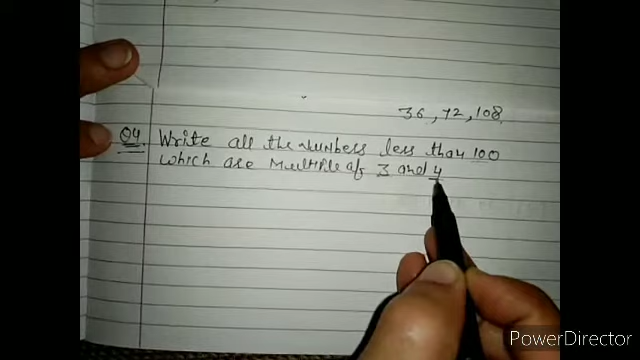 36, 72, 108
Q4. Write all the numbers less than 100
which are Multiple of 3 and 4
PowerDirector